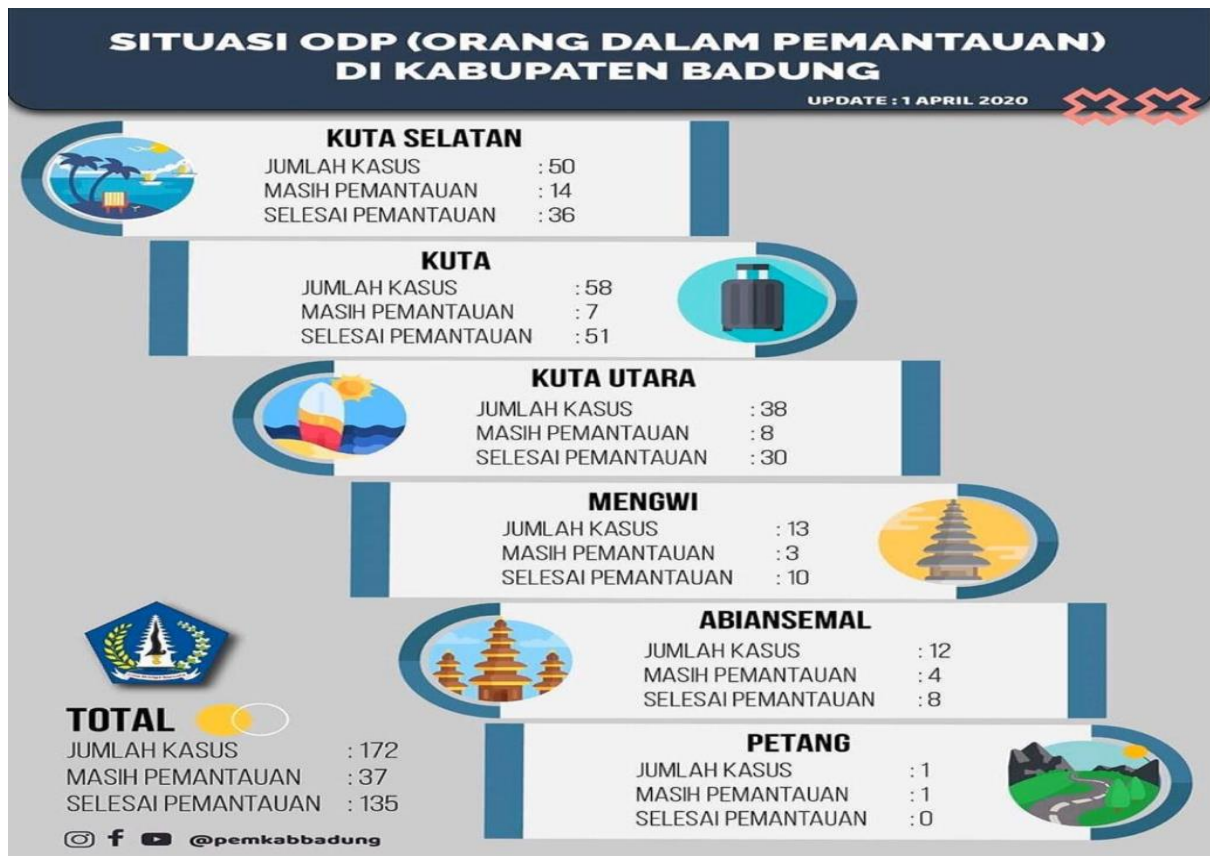 SITUASI ODP (ORANG DALAM PEMANTAUAN)
DI KABUPATEN BADUNG
UPDATE : 1 APRIL 2020
KUTA SELATAN
JUMLAH KASUS : 50
MASIH PEMANTAUAN : 14
SELESAI PEMANTAUAN : 36
KUTA
JUMLAH KASUS : 58
MASIH PEMANTAUAN : 7
SELESAI PEMANTAUAN : 51
KUTA UTARA
JUMLAH KASUS : 38
MASIH PEMANTAUAN : 8
SELESAI PEMANTAUAN : 30
MENGWI
JUMLAH KASUS : 13
MASIH PEMANTAUAN : 3
SELESAI PEMANTAUAN : 10
ABIANSEMAL
JUMLAH KASUS : 12
MASIH PEMANTAUAN : 4
SELESAI PEMANTAUAN : 8
PETANG
JUMLAH KASUS : 1
MASIH PEMANTAUAN : 1
SELESAI PEMANTAUAN : 0
TOTAL
JUMLAH KASUS : 172
MASIH PEMANTAUAN : 37
SELESAI PEMANTAUAN : 135
@pemkabbadung